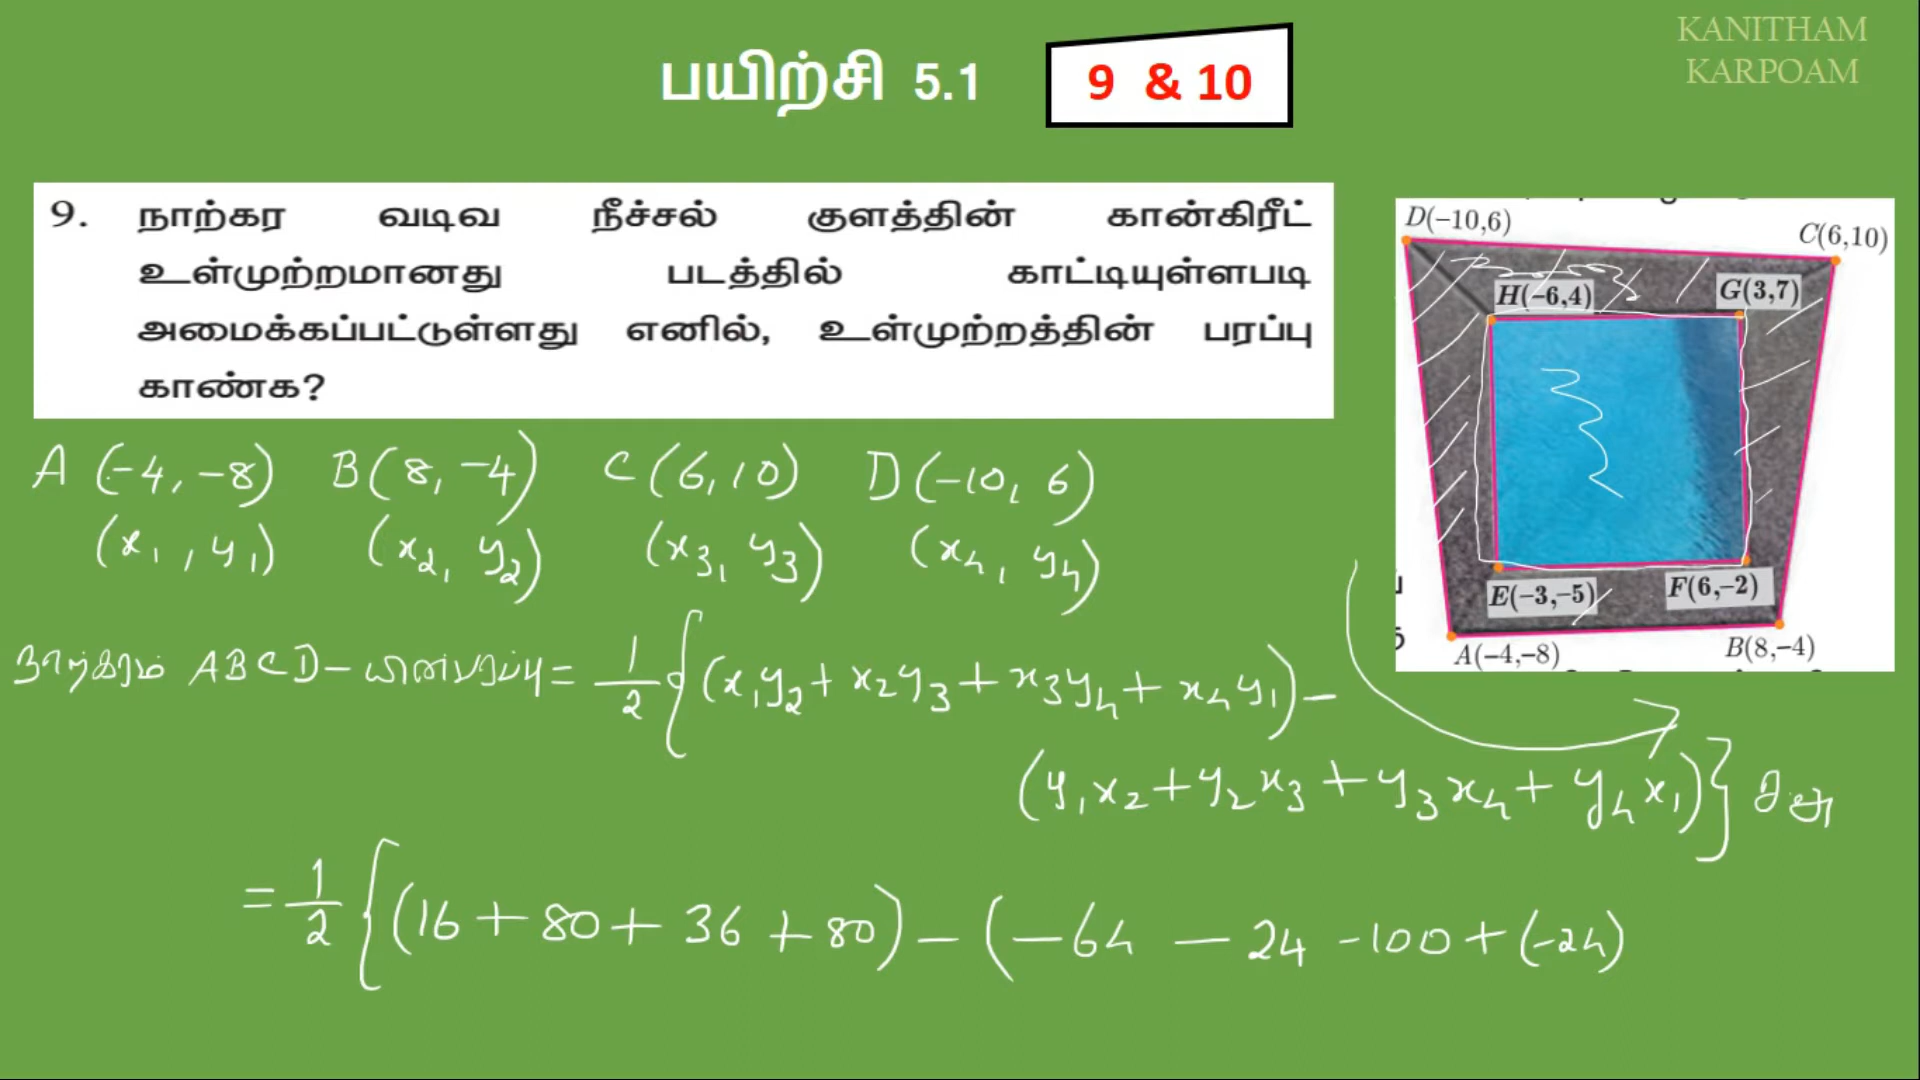 KANITHAM
KARPOAM
பயிற்சி 5.1
9 & 10
9. நாற்கர வடிவ நீச்சல் குளத்தின் கான்கிரீட்
உள்முற்றமானது படத்தில் காட்டியுள்ளபடி
அமைக்கப்பட்டுள்ளது எனில், உள்முற்றத்தின் பரப்பு
காண்க?
D(−10,6)
C(6,10)
H(−6,4)
G(3,7)
E(−3,−5)
F(6,−2)
A(−4,−8)
B(8,−4)
A (-4, -8) B(8, -4) C(6, 10) D(-10, 6)
(x₁, y₁) (x₂, y₂) (x₃, y₃) (x₄, y₄)
நாற்கரம் ABCD-யின்பரப்பு = 1/2 {(x₁y₂ + x₂y₃ + x₃y₄ + x₄y₁) -
(y₁x₂ + y₂x₃ + y₃x₄ + y₄x₁)} ச.அ
= 1/2 {(16 + 80 + 36 + 80) - (-64 - 24 -100 + (-24)